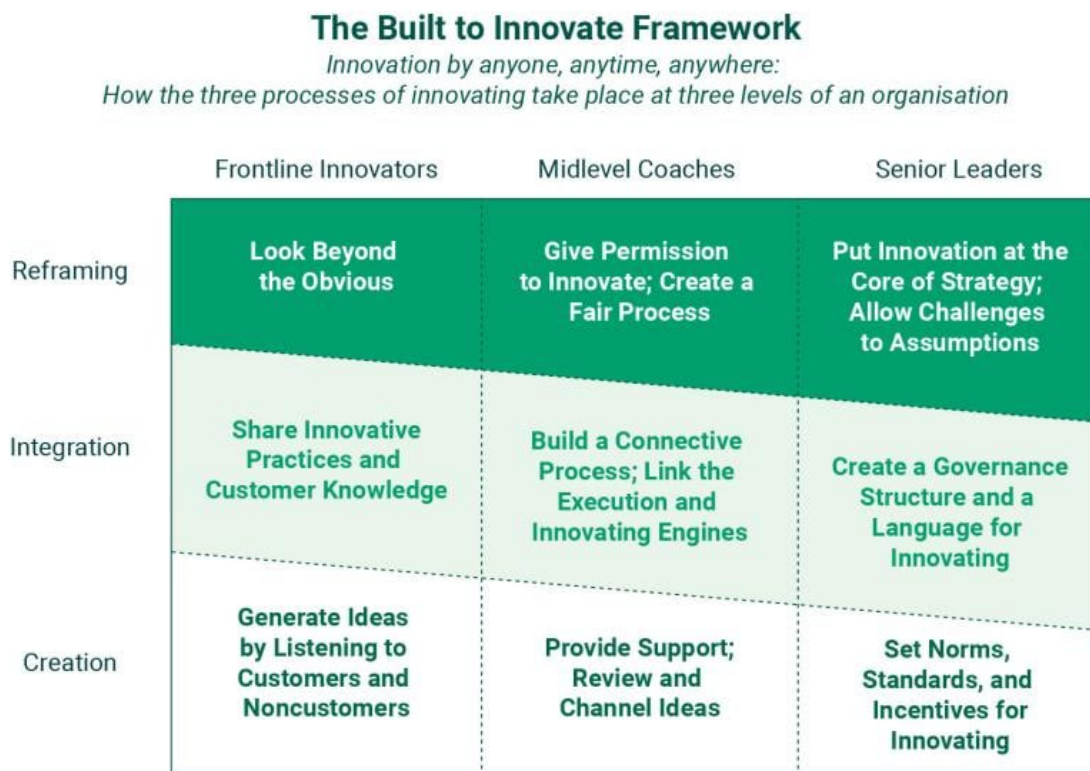 The Built to Innovate Framework
Innovation by anyone, anytime, anywhere:
How the three processes of innovating take place at three levels of an organisation
Frontline Innovators
Midlevel Coaches
Senior Leaders
Reframing
Look Beyond
the Obvious
Give Permission
to Innovate; Create a
Fair Process
Put Innovation at the
Core of Strategy;
Allow Challenges
to Assumptions
Integration
Share Innovative
Practices and
Customer Knowledge
Build a Connective
Process; Link the
Execution and
Innovating Engines
Create a Governance
Structure and a
Language for
Innovating
Creation
Generate Ideas
by Listening to
Customers and
Noncustomers
Provide Support;
Review and
Channel Ideas
Set Norms,
Standards, and
Incentives for
Innovating